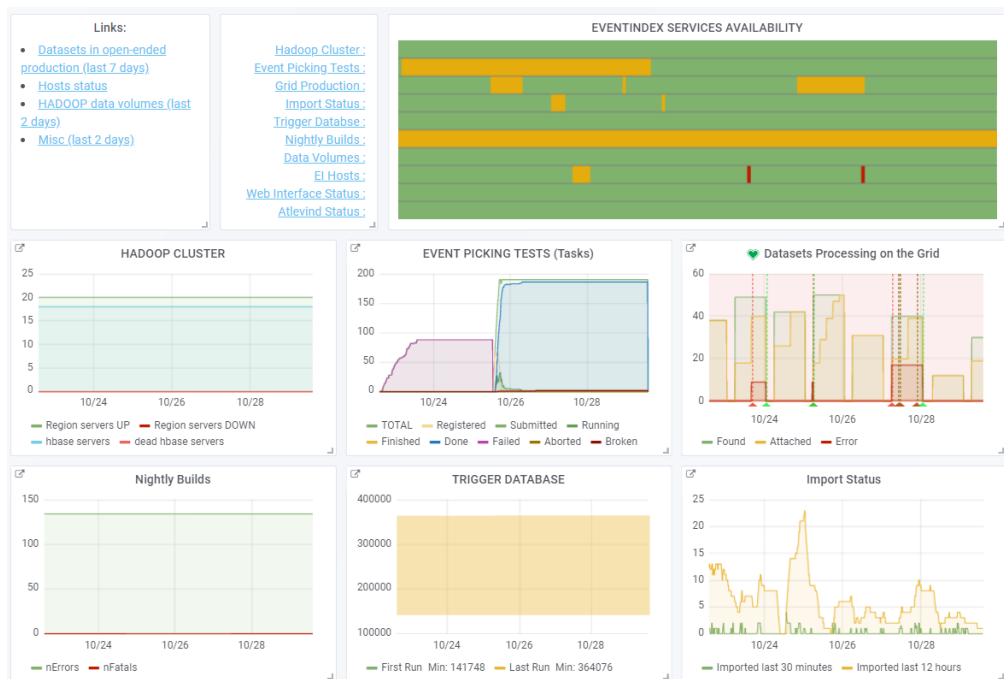 Links:
Datasets in open-ended
production (last 7 days)
Hosts status
HADOOP data volumes (last
2 days)
Misc (last 2 days)
Hadoop Cluster :
Event Picking Tests :
Grid Production :
Import Status :
Trigger Databse :
Nightly Builds :
Data Volumes :
EI Hosts :
Web Interface Status :
Atlevind Status :
EVENTINDEX SERVICES AVAILABILITY
HADOOP CLUSTER
25
20
15
10
5
0
10/24 10/26 10/28
Region servers UP Region servers DOWN
hbase servers dead hbase servers
EVENT PICKING TESTS (Tasks)
200
150
100
50
0
10/24 10/26 10/28
TOTAL Registered Submitted Running
Finished Done Failed Aborted Broken
Datasets Processing on the Grid
60
40
20
0
10/24 10/26 10/28
Found Attached Error
Nightly Builds
150
100
50
0
10/24 10/26 10/28
nErrors nFatals
TRIGGER DATABASE
400000
300000
200000
100000
10/24 10/26 10/28
First Run Min: 141748 Last Run Min: 364076
Import Status
25
20
15
10
5
0
10/24 10/26 10/28
Imported last 30 minutes Imported last 12 hours